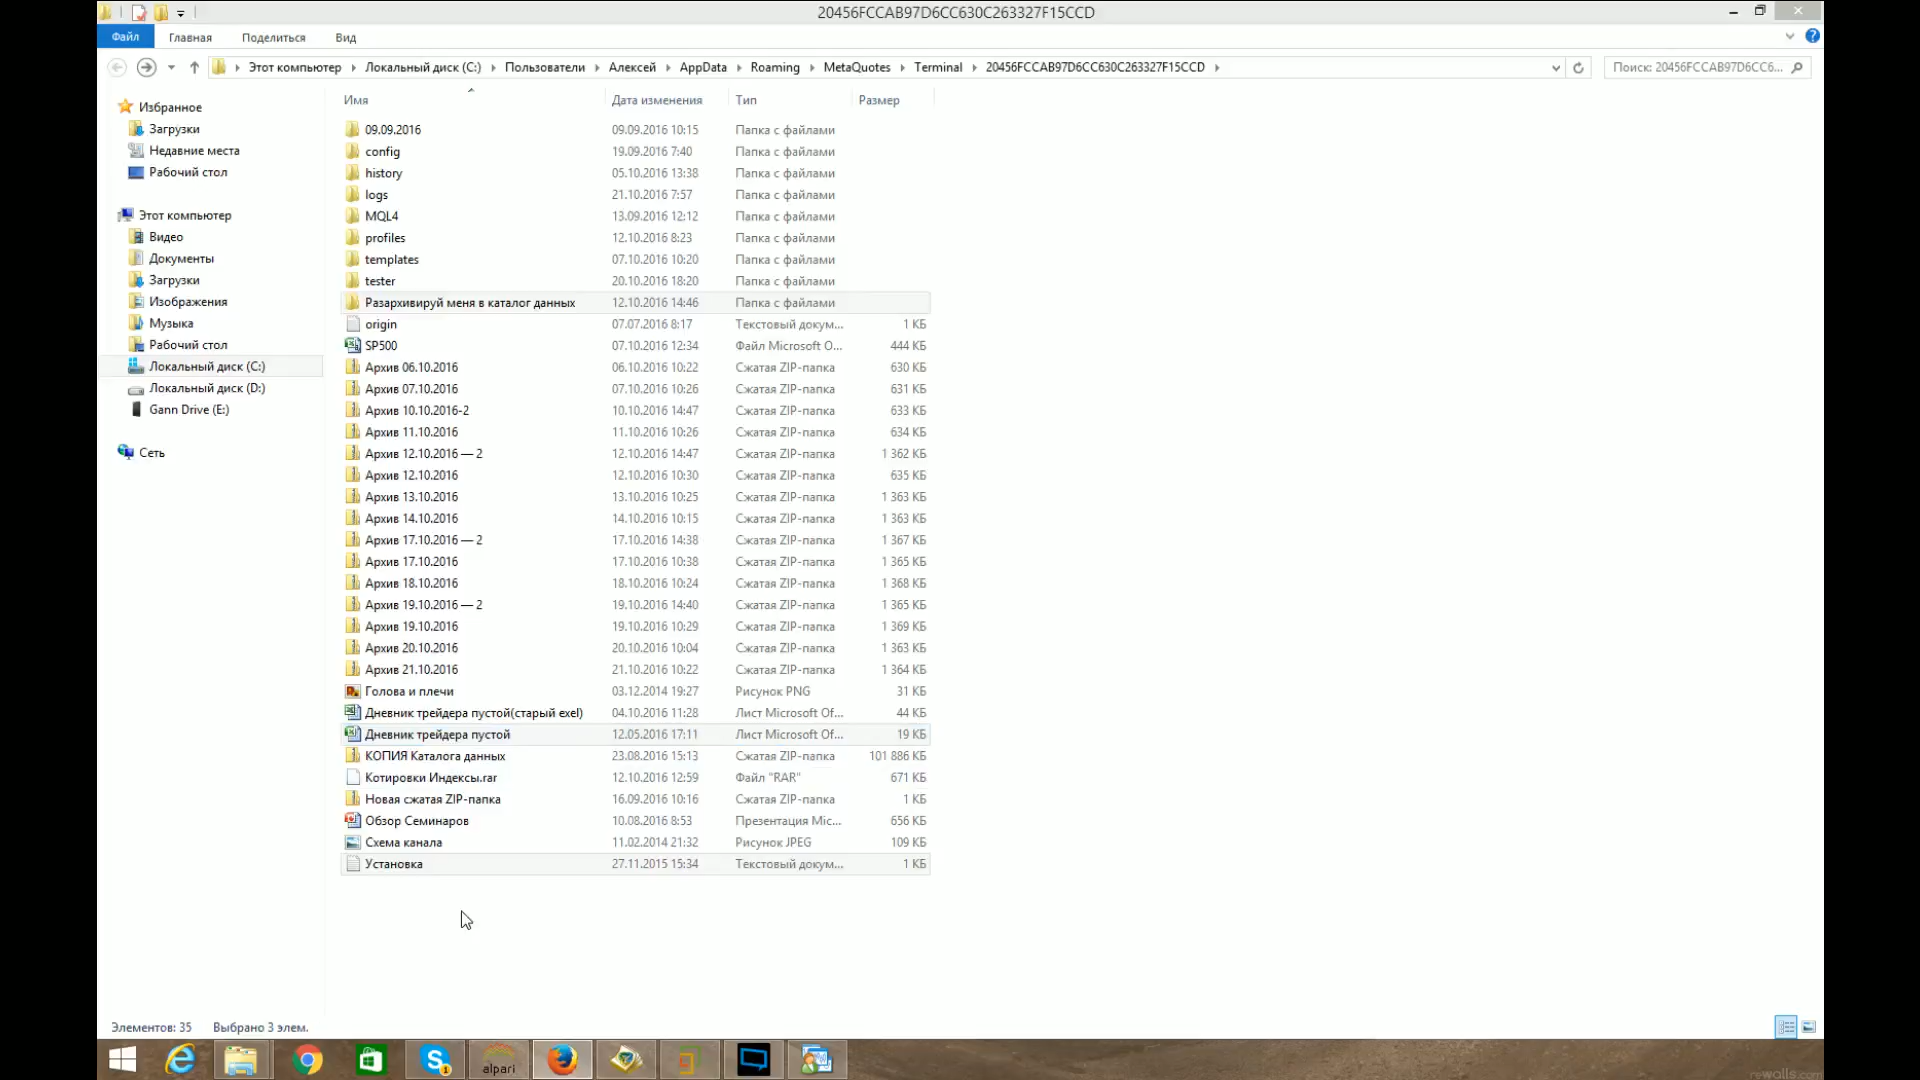 20456FCCAB97D6CC630C263327F15CCD
Файл Главная Поделиться Вид
Этот компьютер Локальный диск (C:) Пользователи Алексей AppData Roaming MetaQuotes Terminal 20456FCCAB97D6CC630C263327F15CCD Поиск: 20456FCCAB97D6CC6...
Имя Дата изменения Тип Размер
Избранное
Загрузки
Недавние места
Рабочий стол
Этот компьютер
Видео
Документы
Загрузки
Изображения
Музыка
Рабочий стол
Локальный диск (C:)
Локальный диск (D:)
Gann Drive (E:)
Сеть
09.09.2016 09.09.2016 10:15 Папка с файлами
config 19.09.2016 7:40 Папка с файлами
history 05.10.2016 13:38 Папка с файлами
logs 21.10.2016 7:57 Папка с файлами
MQL4 13.09.2016 12:12 Папка с файлами
profiles 12.10.2016 8:23 Папка с файлами
templates 07.10.2016 10:20 Папка с файлами
tester 20.10.2016 18:20 Папка с файлами
Разархивируй меня в каталог данных 12.10.2016 14:46 Папка с файлами
origin 07.07.2016 8:17 Текстовый докум... 1 КБ
SP500 07.10.2016 12:34 Файл Microsoft O... 444 КБ
Архив 06.10.2016 06.10.2016 10:22 Сжатая ZIP-папка 630 КБ
Архив 07.10.2016 07.10.2016 10:26 Сжатая ZIP-папка 631 КБ
Архив 10.10.2016-2 10.10.2016 14:47 Сжатая ZIP-папка 633 КБ
Архив 11.10.2016 11.10.2016 10:26 Сжатая ZIP-папка 634 КБ
Архив 12.10.2016 — 2 12.10.2016 14:47 Сжатая ZIP-папка 1 362 КБ
Архив 12.10.2016 12.10.2016 10:30 Сжатая ZIP-папка 635 КБ
Архив 13.10.2016 13.10.2016 10:25 Сжатая ZIP-папка 1 363 КБ
Архив 14.10.2016 14.10.2016 10:15 Сжатая ZIP-папка 1 363 КБ
Архив 17.10.2016 — 2 17.10.2016 14:38 Сжатая ZIP-папка 1 367 КБ
Архив 17.10.2016 17.10.2016 10:38 Сжатая ZIP-папка 1 365 КБ
Архив 18.10.2016 18.10.2016 10:24 Сжатая ZIP-папка 1 368 КБ
Архив 19.10.2016 — 2 19.10.2016 14:40 Сжатая ZIP-папка 1 365 КБ
Архив 19.10.2016 19.10.2016 10:29 Сжатая ZIP-папка 1 369 КБ
Архив 20.10.2016 20.10.2016 10:04 Сжатая ZIP-папка 1 363 КБ
Архив 21.10.2016 21.10.2016 10:22 Сжатая ZIP-папка 1 364 КБ
Голова и плечи 03.12.2014 19:27 Рисунок PNG 31 КБ
Дневник трейдера пустой(старый exel) 04.10.2016 11:28 Лист Microsoft Of... 44 КБ
Дневник трейдера пустой 12.05.2016 17:11 Лист Microsoft Of... 19 КБ
КОПИЯ Каталога данных 23.08.2016 15:13 Сжатая ZIP-папка 101 886 КБ
Котировки Индексы.rar 12.10.2016 12:59 Файл "RAR" 671 КБ
Новая сжатая ZIP-папка 16.09.2016 10:16 Сжатая ZIP-папка 1 КБ
Обзор Семинаров 10.08.2016 8:53 Презентация Mic... 656 КБ
Схема канала 11.02.2014 21:32 Рисунок JPEG 109 КБ
Установка 27.11.2015 15:34 Текстовый докум... 1 КБ
Элементов: 35 Выбрано 3 элем.
alpari
rewalls.com